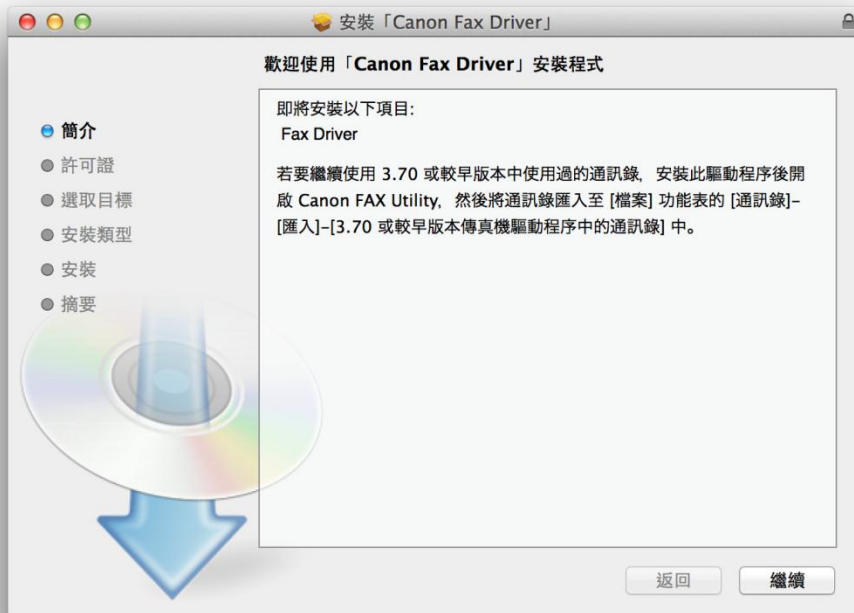 安裝「Canon Fax Driver」
歡迎使用「Canon Fax Driver」安裝程式
簡介
許可證
選取目標
安裝類型
安裝
摘要
即將安裝以下項目:
Fax Driver
若要繼續使用 3.70 或較早版本中使用過的通訊錄，安裝此驅動程序後開
啟 Canon FAX Utility，然後將通訊錄匯入至 [檔案] 功能表的 [通訊錄]-
[匯入]-[3.70 或較早版本傳真機驅動程序中的通訊錄] 中。
返回
繼續